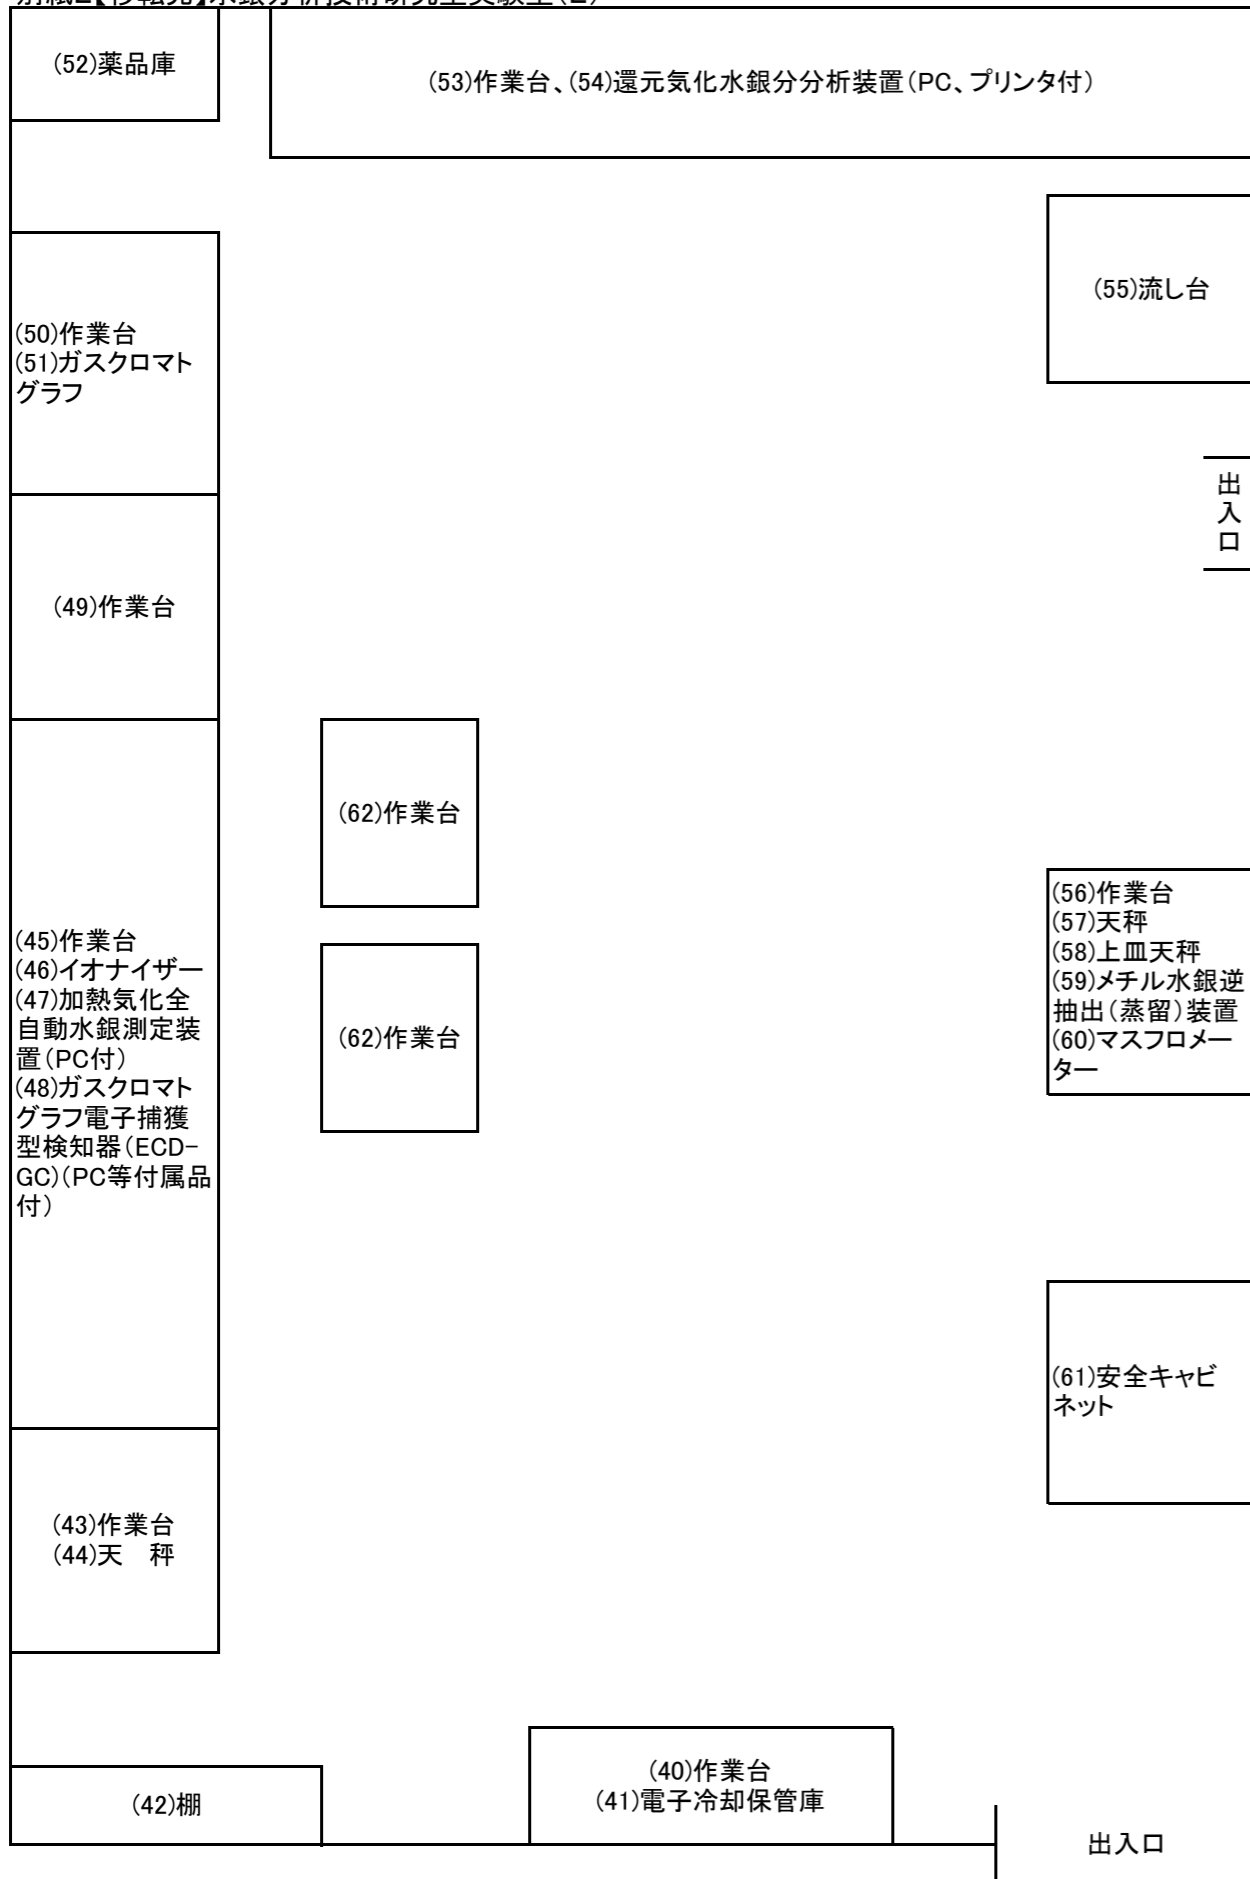 (52)薬品庫
(53)作業台、(54)還元気化水銀分分析装置(PC、プリンタ付)
(55)流し台
(50)作業台
(51)ガスクロマト
グラフ
出
入
口
(49)作業台
(62)作業台
(56)作業台
(57)天秤
(58)上皿天秤
(59)メチル水銀逆
抽出(蒸留)装置
(60)マスフロメー
ター
(45)作業台
(46)イオナイザー
(47)加熱気化全
自動水銀測定装
置(PC付)
(48)ガスクロマト
グラフ電子捕獲
型検知器(ECD-
GC)(PC等付属品
付)
(62)作業台
(61)安全キャビ
ネット
(43)作業台
(44)天　秤
(42)棚
(40)作業台
(41)電子冷却保管庫
出入口